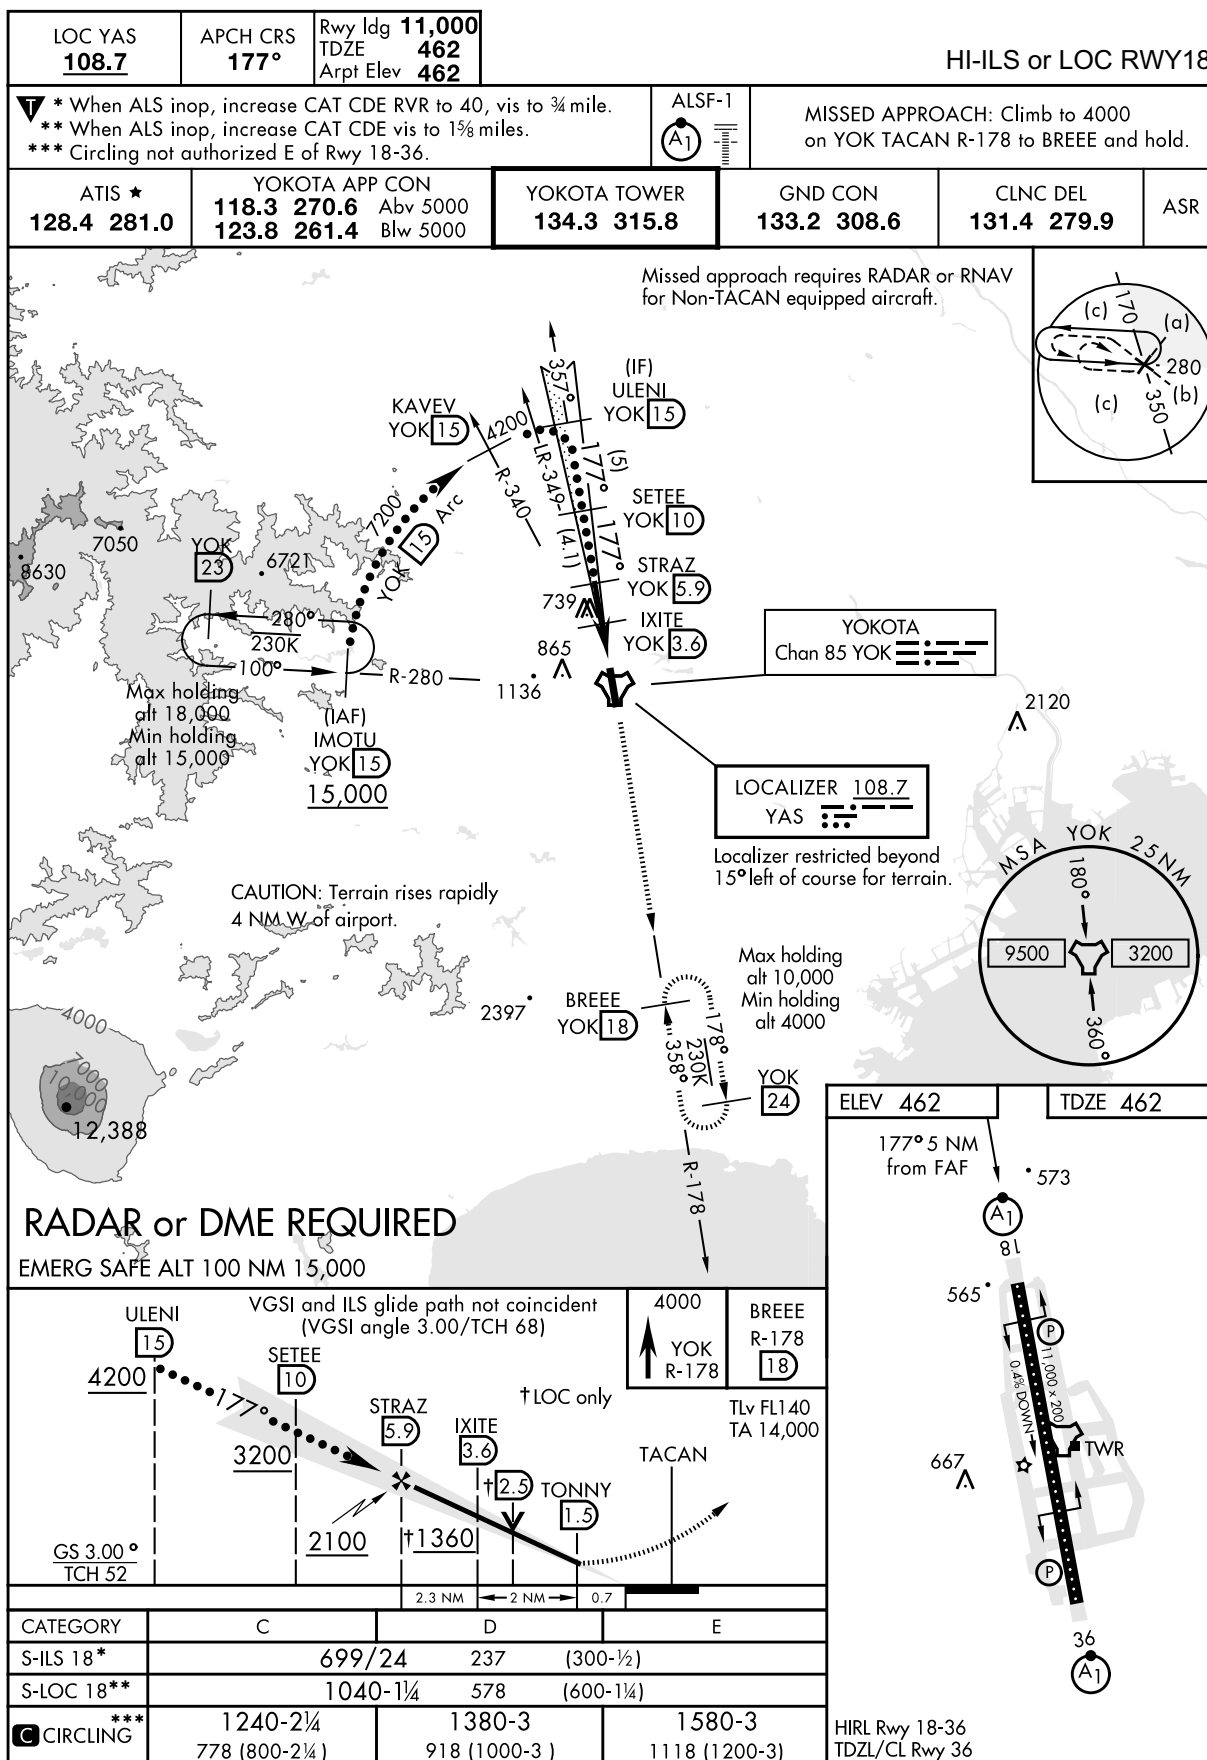 LOC YAS
108.7
APCH CRS
177°
Rwy ldg 11,000
TDZE 462
Arpt Elev 462
HI-ILS or LOC RWY18
T * When ALS inop, increase CAT CDE RVR to 40, vis to ¾ mile.
** When ALS inop, increase CAT CDE vis to 1⅝ miles.
*** Circling not authorized E of Rwy 18-36.
ALSF-1
A1
MISSED APPROACH: Climb to 4000
on YOK TACAN R-178 to BREEE and hold.
ATIS ★
128.4 281.0
YOKOTA APP CON
118.3 270.6 Abv 5000
123.8 261.4 Blw 5000
YOKOTA TOWER
134.3 315.8
GND CON
133.2 308.6
CLNC DEL
131.4 279.9
ASR
Missed approach requires RADAR or RNAV
for Non-TACAN equipped aircraft.
170
(c)
(a)
280
(b)
(c)
350
357°
(IF)
ULENI
YOK 15
KAVEV
YOK 15
4200
R-340
LR-349
177°
(5)
SETEE
YOK 10
(4.1)
177°
7200
YOK 15 Arc
STRAZ
YOK 5.9
739
IXITE
YOK 3.6
7050
8630
YOK
23
6721
280°
230K
100°
R-280
865
1136
Max holding
alt 18,000
Min holding
alt 15,000
(IAF)
IMOTU
YOK 15
15,000
YOKOTA
Chan 85 YOK
2120
LOCALIZER 108.7
YAS
Localizer restricted beyond
15° left of course for terrain.
CAUTION: Terrain rises rapidly
4 NM W of airport.
MSA YOK 25NM
180°
9500
3200
360°
Max holding
alt 10,000
Min holding
alt 4000
2397
BREEE
YOK 18
178°
230K
358°
YOK
24
R-178
4000
7000
10,000
12,388
RADAR or DME REQUIRED
EMERG SAFE ALT 100 NM 15,000
ELEV 462
TDZE 462
177° 5 NM
from FAF
573
A1
18L
565
P
11,000 x 200
0.4% DOWN
TWR
667
P
36
A1
HIRL Rwy 18-36
TDZL/CL Rwy 36
VGSI and ILS glide path not coincident
(VGSI angle 3.00/TCH 68)
4000
YOK
R-178
BREEE
R-178
18
ULENI
15
4200
177°
SETEE
10
3200
STRAZ
5.9
2100
† LOC only
IXITE
3.6
†1360
†2.5
TONNY
1.5
TACAN
TLv FL140
TA 14,000
GS 3.00°
TCH 52
2.3 NM
2 NM
0.7
CATEGORY C D E
S-ILS 18* 699/24 237 (300-½)
S-LOC 18** 1040-1¼ 578 (600-1¼)
C CIRCLING *** 1240-2¼ 1380-3 1580-3
778 (800-2¼) 918 (1000-3) 1118 (1200-3)